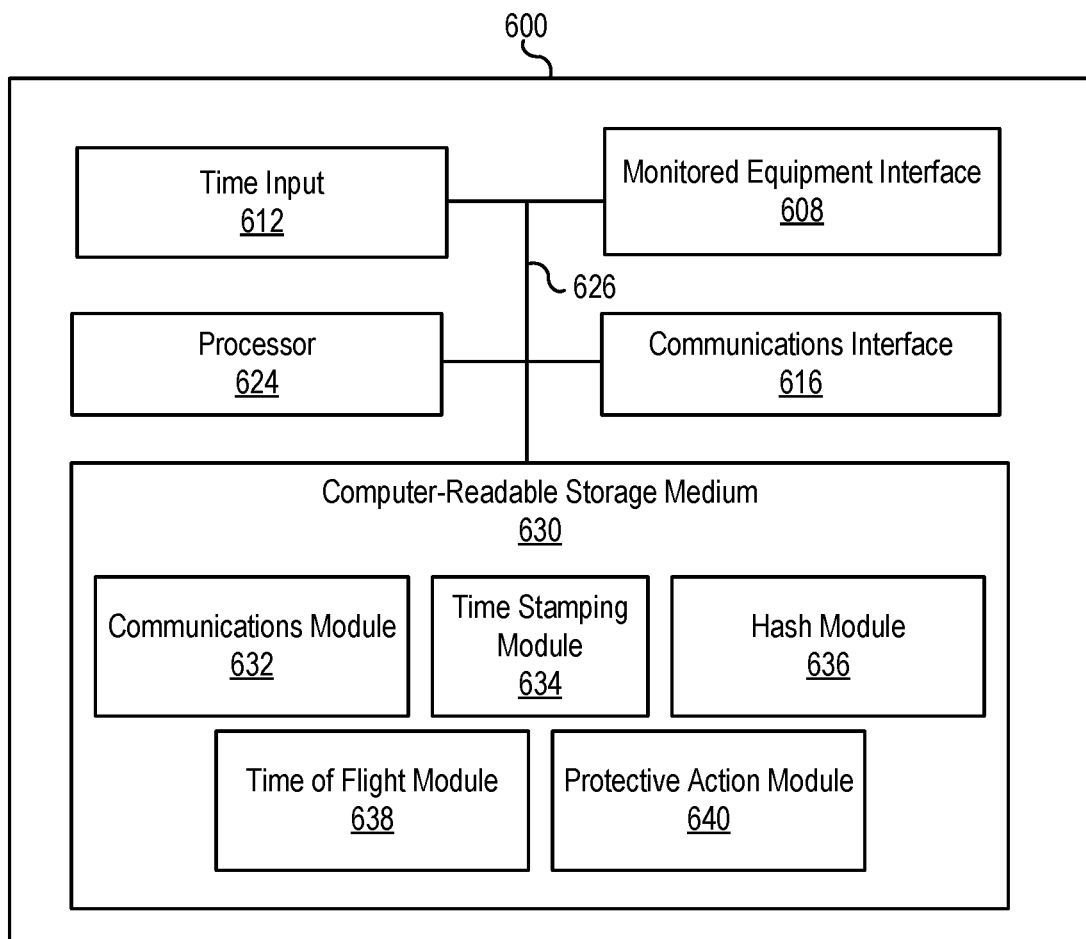 600
Time Input
612
Monitored Equipment Interface
608
626
Processor
624
Communications Interface
616
Computer-Readable Storage Medium
630
Communications Module
632
Time Stamping
Module
634
Hash Module
636
Time of Flight Module
638
Protective Action Module
640